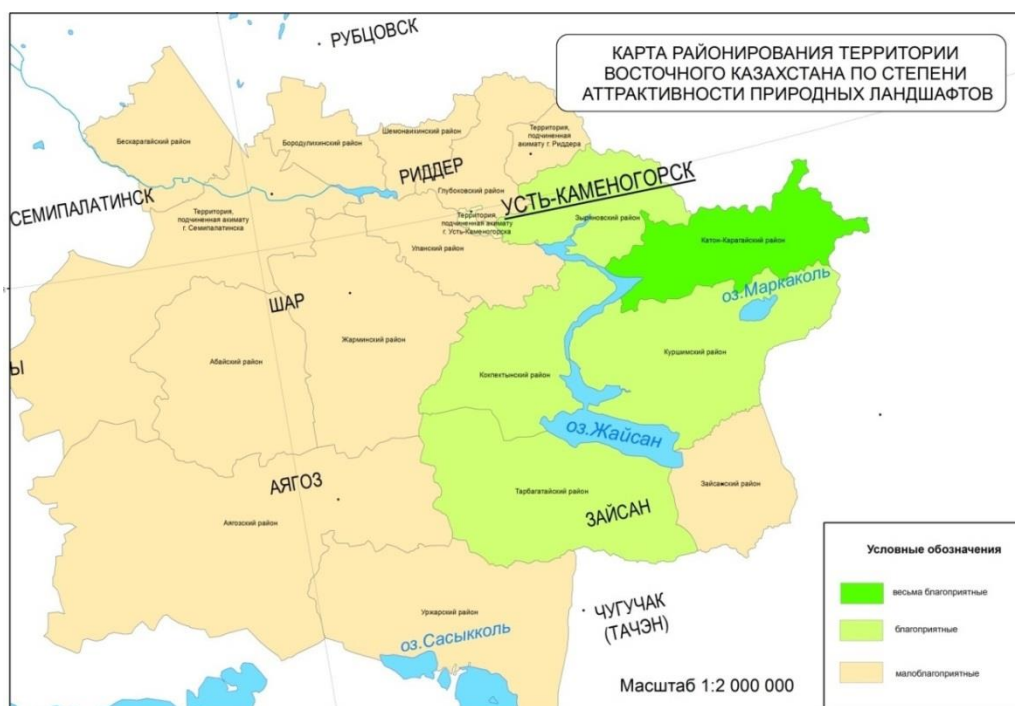 КАРТА РАЙОНИРОВАНИЯ ТЕРРИТОРИИ
ВОСТОЧНОГО КАЗАХСТАНА ПО СТЕПЕНИ
АТТРАКТИВНОСТИ ПРИРОДНЫХ ЛАНДШАФТОВ
РУБЦОВСК
Бескарагайский район
Бородулихинский район
Шемонаихинский район
Территория,
подчиненная
акимату г. Риддера
РИДДЕР
Глубоковский район
УСТЬ-КАМЕНОГОРСК
СЕМИПАЛАТИНСК
Территория,
подчиненная акимату
г. Семипалатинска
Территория,
подчиненная акимату
г. Усть-Каменогорска
Зыряновский район
Уланский район
Катон-Карагайский район
оз.Маркаколь
ШАР
Ы
Абайский район
Жарминский район
Кокпектынский район
Куршимский район
оз.Жайсан
АЯГОЗ
Аягозский район
Тарбагатайский район
ЗАЙСАН
Зайсанский район
Урджарский район
оз.Сасыкколь
ЧУГУЧАК
(ТАЧЭН)
Масштаб 1:2 000 000
Условные обозначения
весьма благоприятные
благоприятные
малоблагоприятные